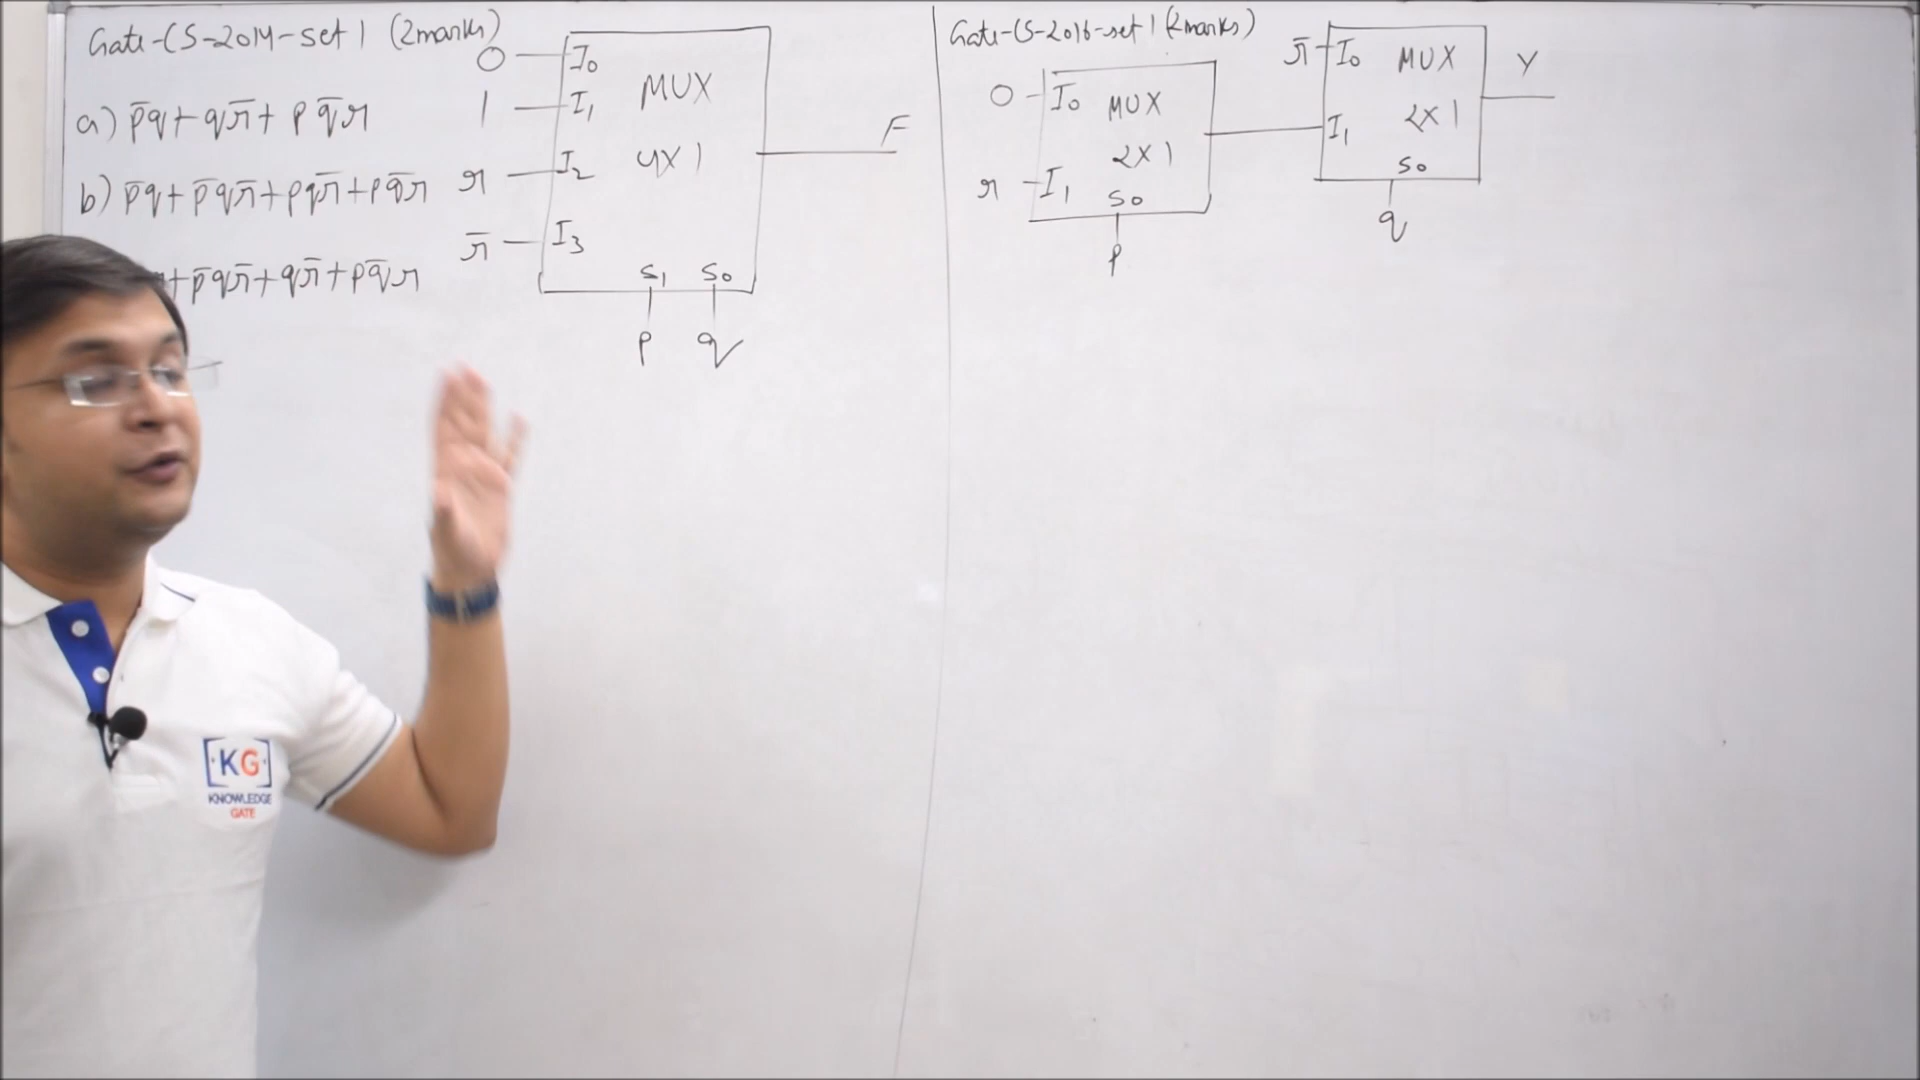 Gate-CS-2014-set 1 (2marks)
a) p̅q + qr̅ + pq̅r
b) p̅q + p̅qr̅ + pqr̅ + pq̅r
+ p̅qr̅ + qr̅ + pq̅r
0 I₀
1 I₁
r I₂
r̅ I₃
MUX
4X1
S₁ S₀
p q
F
Gate-CS-2016-set 1 (2marks)
0 I₀ MUX
2X1
r I₁ S₀
p
r̅ I₀ MUX
I₁ 2X1
S₀
q
Y
KG
KNOWLEDGE
GATE